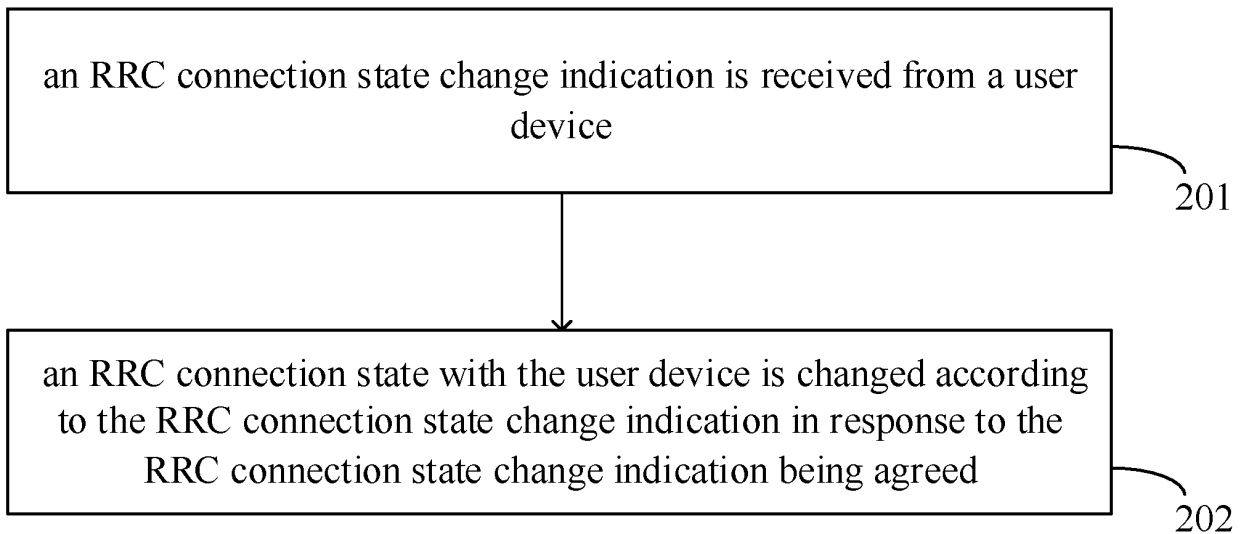 an RRC connection state change indication is received from a user
device
201
an RRC connection state with the user device is changed according
to the RRC connection state change indication in response to the
RRC connection state change indication being agreed
202